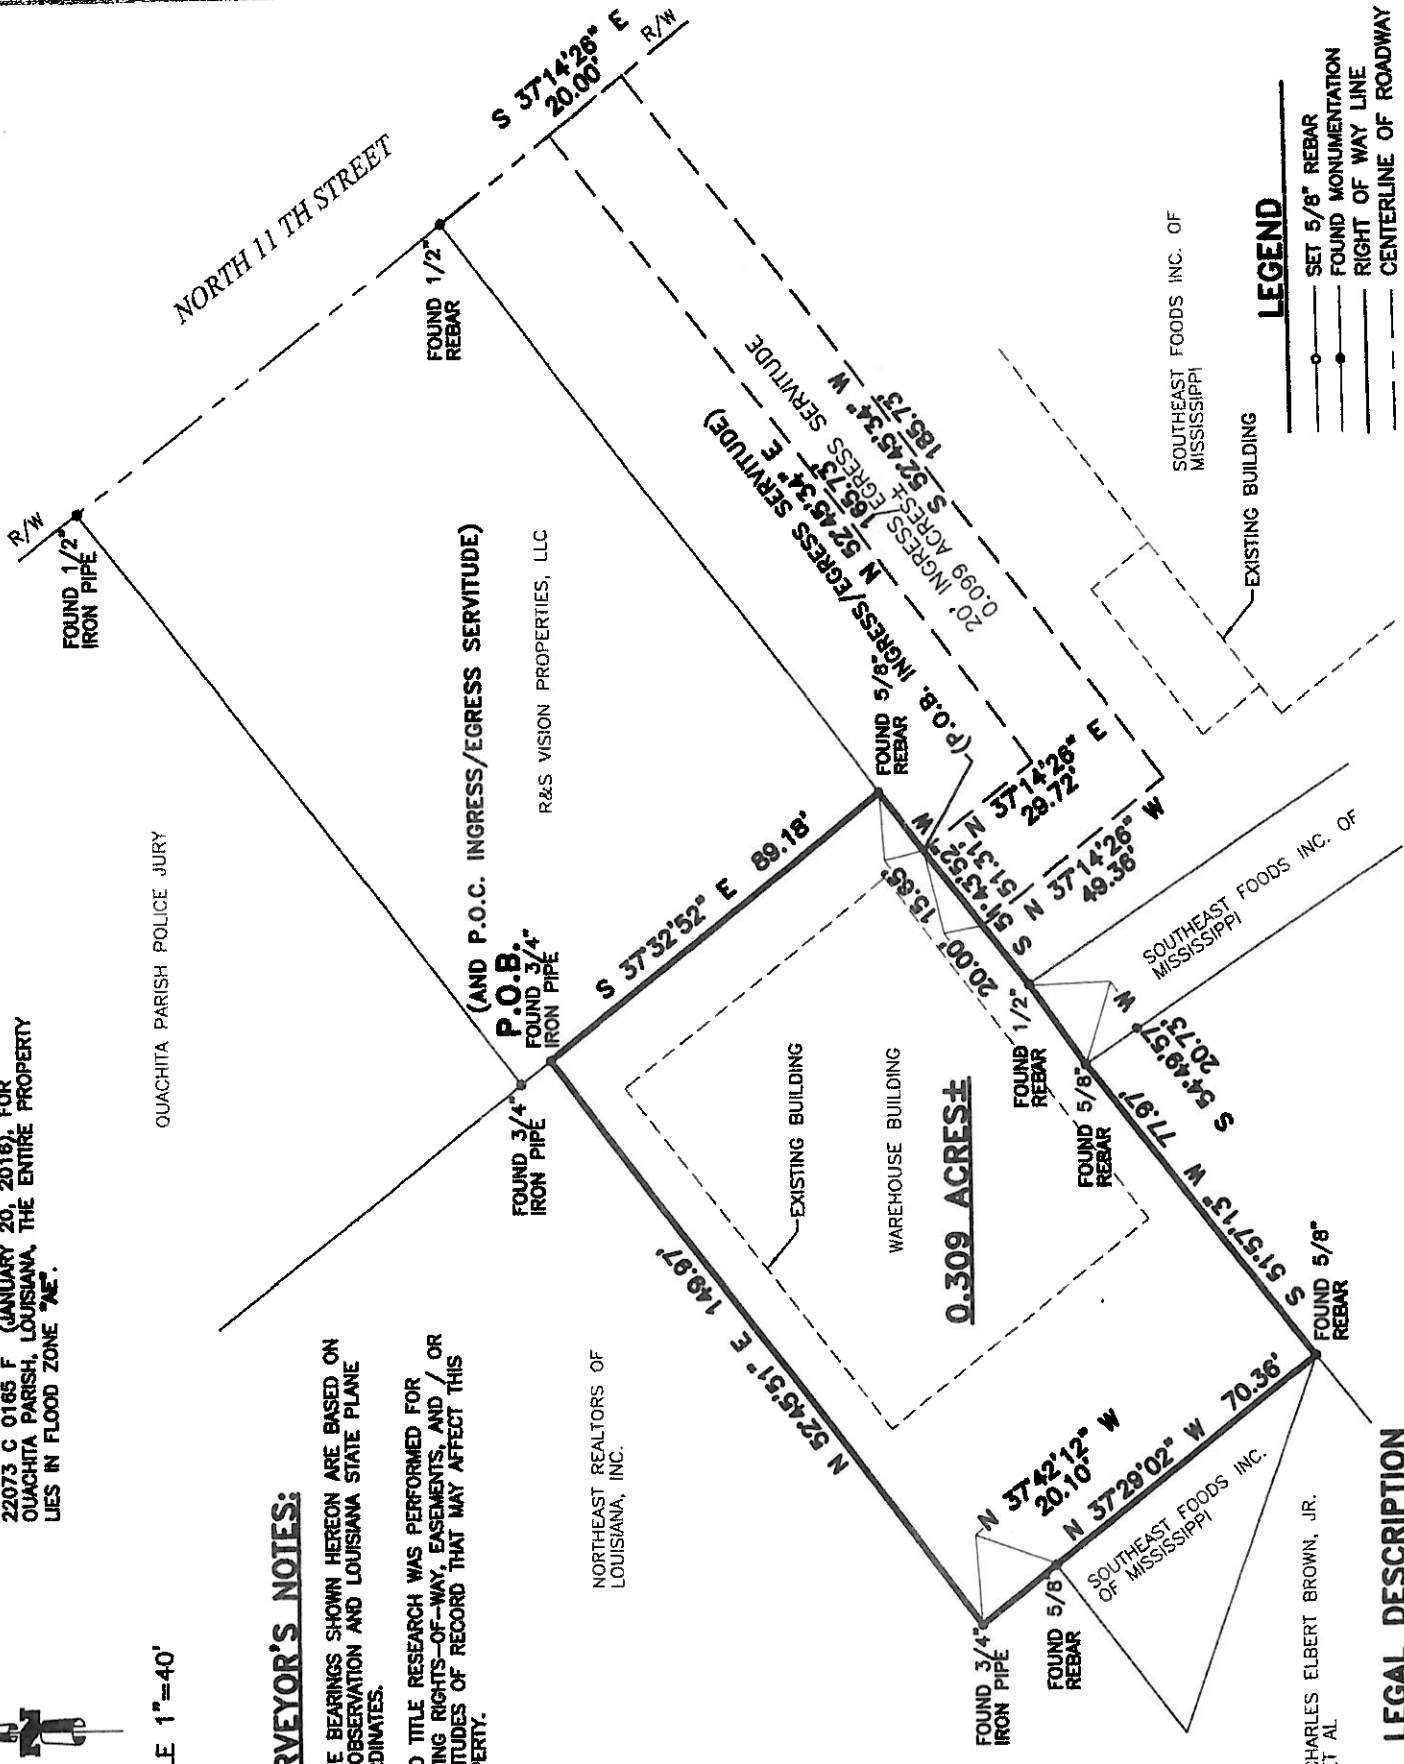 22073 C 0165 F (JANUARY 20, 2016), FOR
OUACHITA PARISH, LOUISIANA, THE ENTIRE PROPERTY
LIES IN FLOOD ZONE "AE".
N
LE 1"=40'
RVEYOR'S NOTES:
E BEARINGS SHOWN HEREON ARE BASED ON
OBSERVATION AND LOUISIANA STATE PLANE
DINATES.
TITLE RESEARCH WAS PERFORMED FOR
ING RIGHTS-OF-WAY, EASEMENTS, AND / OR
ITUDES OF RECORD THAT MAY AFFECT THIS
PERTY.
OUACHITA PARISH POLICE JURY
R/W
FOUND 1/2"
IRON PIPE
NORTH 11 TH STREET
FOUND 1/2"
REBAR
S 37°14'26" E
20.00'
R/W
(AND P.O.C. INGRESS/EGRESS SERVITUDE)
P.O.B.
FOUND 3/4"
IRON PIPE
FOUND 3/4"
IRON PIPE
R&S VISION PROPERTIES, LLC
S 37°32'52" E 89.18'
FOUND 5/8"
REBAR
(P.O.B. INGRESS/EGRESS SERVITUDE)
N 52°45'34" E
185.73'
20' INGRESS/EGRESS SERVITUDE
0.099 ACRES±
S 52°45'34" W
185.73'
N 37°14'26" E
29.72'
N 37°14'26" W
49.36'
S 51°43'52" W
51.31'
15.65'
20.00'
FOUND 1/2"
REBAR
FOUND 5/8"
REBAR
S 54°49'57" W
20.73'
SOUTHEAST FOODS INC. OF
MISSISSIPPI
SOUTHEAST FOODS INC. OF
MISSISSIPPI
EXISTING BUILDING
N 52°45'51" E 149.97'
EXISTING BUILDING
WAREHOUSE BUILDING
0.309 ACRES±
S 51°57'13" W 77.97'
FOUND 5/8"
REBAR
NORTHEAST REALTORS OF
LOUISIANA, INC.
N 37°42'12" W
20.10'
N 37°29'02" W 70.36'
FOUND 3/4"
IRON PIPE
FOUND 5/8"
REBAR
SOUTHEAST FOODS INC.
OF MISSISSIPPI
CHARLES ELBERT BROWN, JR.
ET AL
LEGEND
SET 5/8" REBAR
FOUND MONUMENTATION
RIGHT OF WAY LINE
CENTERLINE OF ROADWAY
LEGAL DESCRIPTION